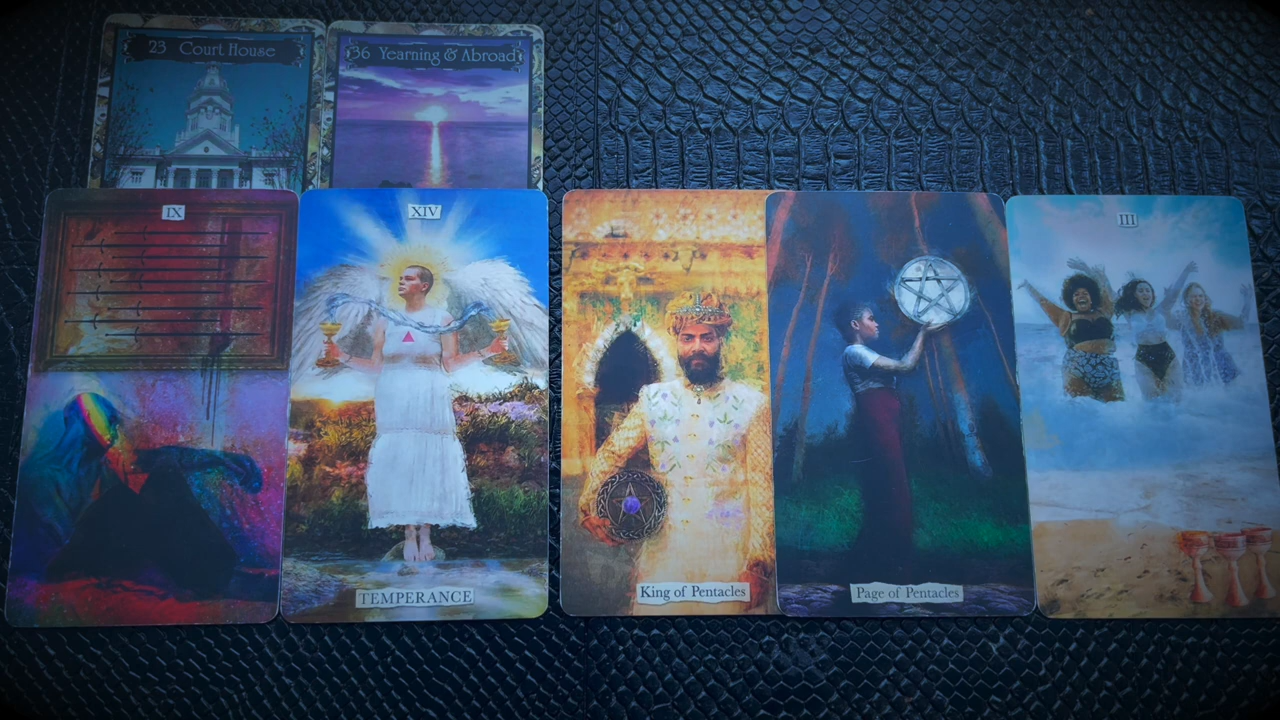 23 Court House
36 Yearning & Abroad
IX
XIV
TEMPERANCE
King of Pentacles
Page of Pentacles
III